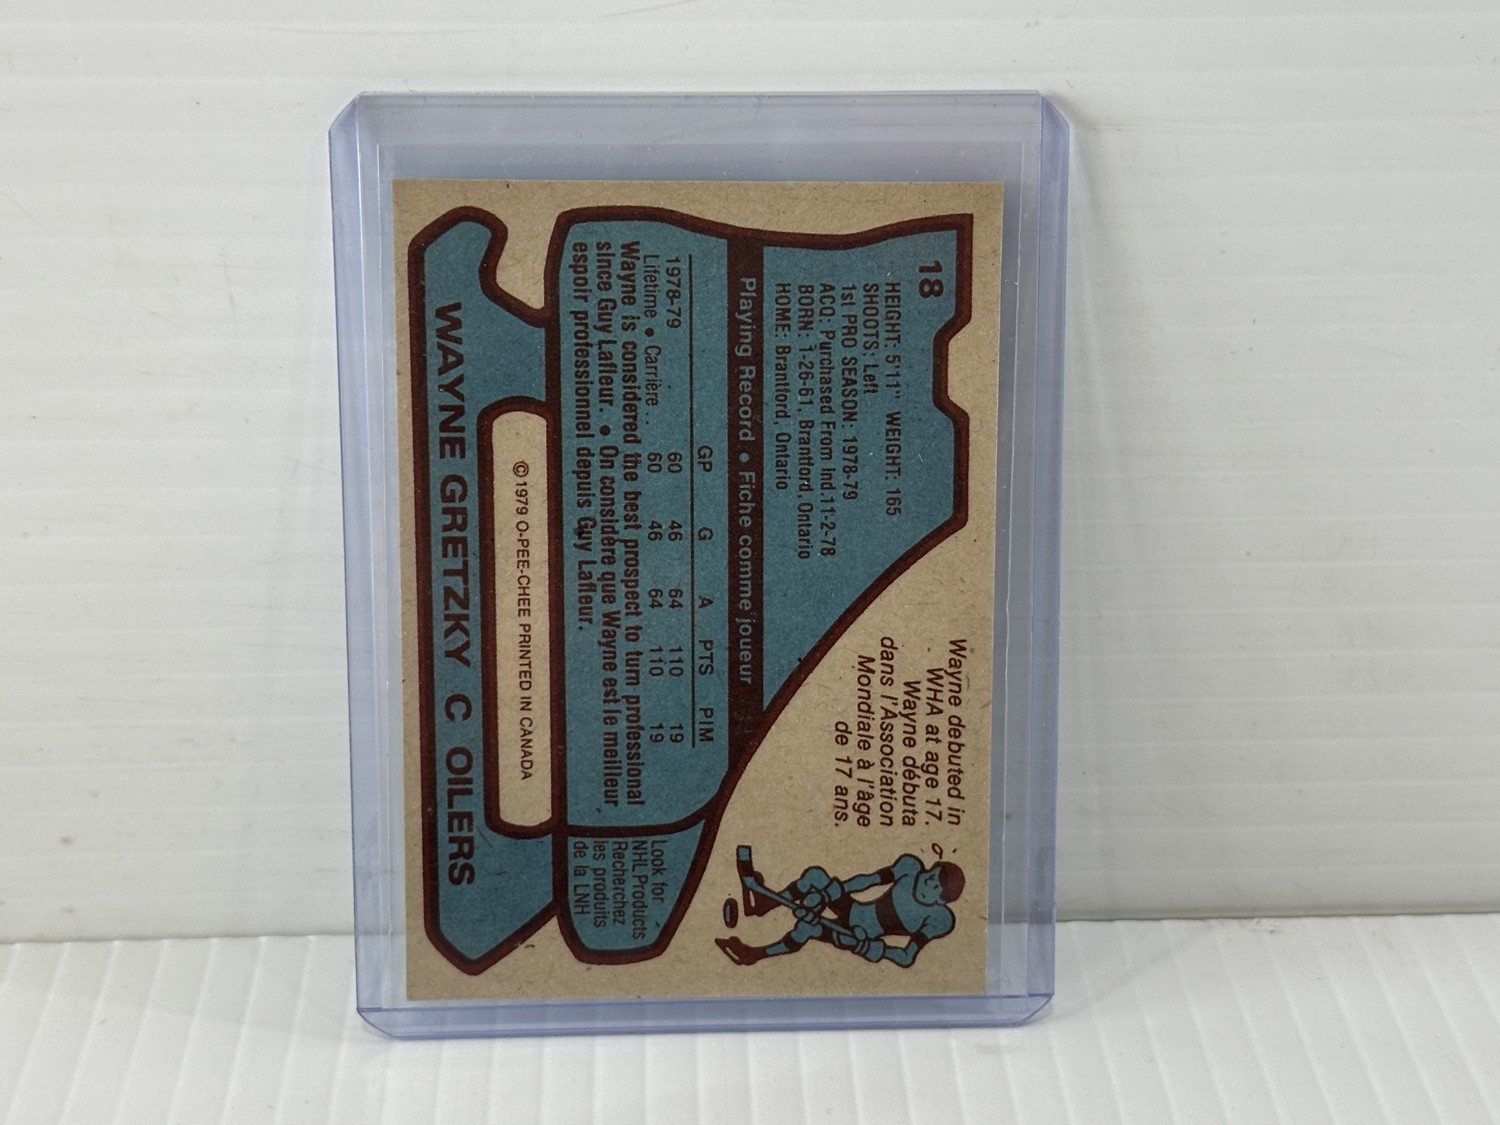 18
HEIGHT: 5'11" WEIGHT: 165
SHOOTS: Left
1st PRO SEASON: 1978-79
ACQ: Purchased From Ind.11-2-78
BORN: 1-26-61, Brantford, Ontario
HOME: Brantford, Ontario
Wayne debuted in
WHA at age 17.
Wayne débuta
dans l'Association
Mondiale à l'âge
de 17 ans.
Playing Record • Fiche comme joueur
GP G A PTS PIM
1978-79 60 46 64 110 19
Lifetime • Carrière .. 60 46 64 110 19
Wayne is considered the best prospect to turn professional
since Guy Lafleur. • On considère que Wayne est le meilleur
espoir professionnel depuis Guy Lafleur.
Look for
NHL Products
Recherchez
les produits
de la LNH
© 1979 O-PEE-CHEE PRINTED IN CANADA
WAYNE GRETZKY C OILERS